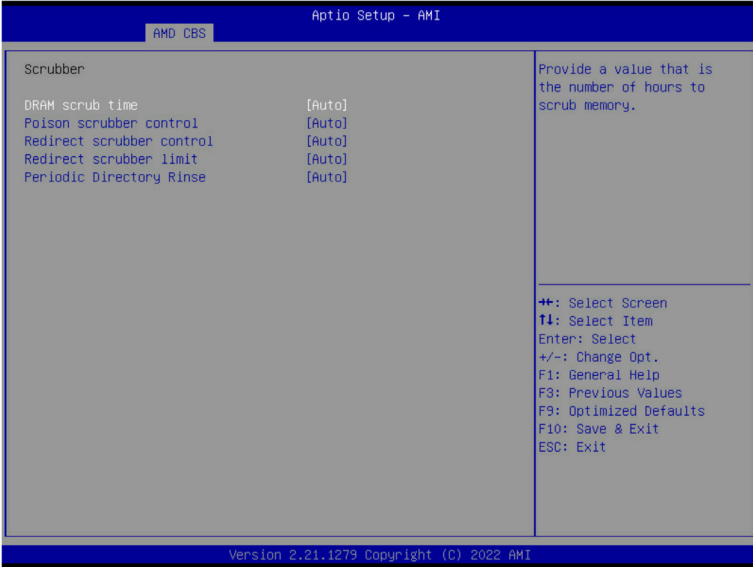 Aptio Setup – AMI
AMD CBS
Scrubber
DRAM scrub time [Auto]
Poison scrubber control [Auto]
Redirect scrubber control [Auto]
Redirect scrubber limit [Auto]
Periodic Directory Rinse [Auto]
Provide a value that is
the number of hours to
scrub memory.
→←: Select Screen
↑↓: Select Item
Enter: Select
+/-: Change Opt.
F1: General Help
F3: Previous Values
F9: Optimized Defaults
F10: Save & Exit
ESC: Exit
Version 2.21.1279 Copyright (C) 2022 AMI